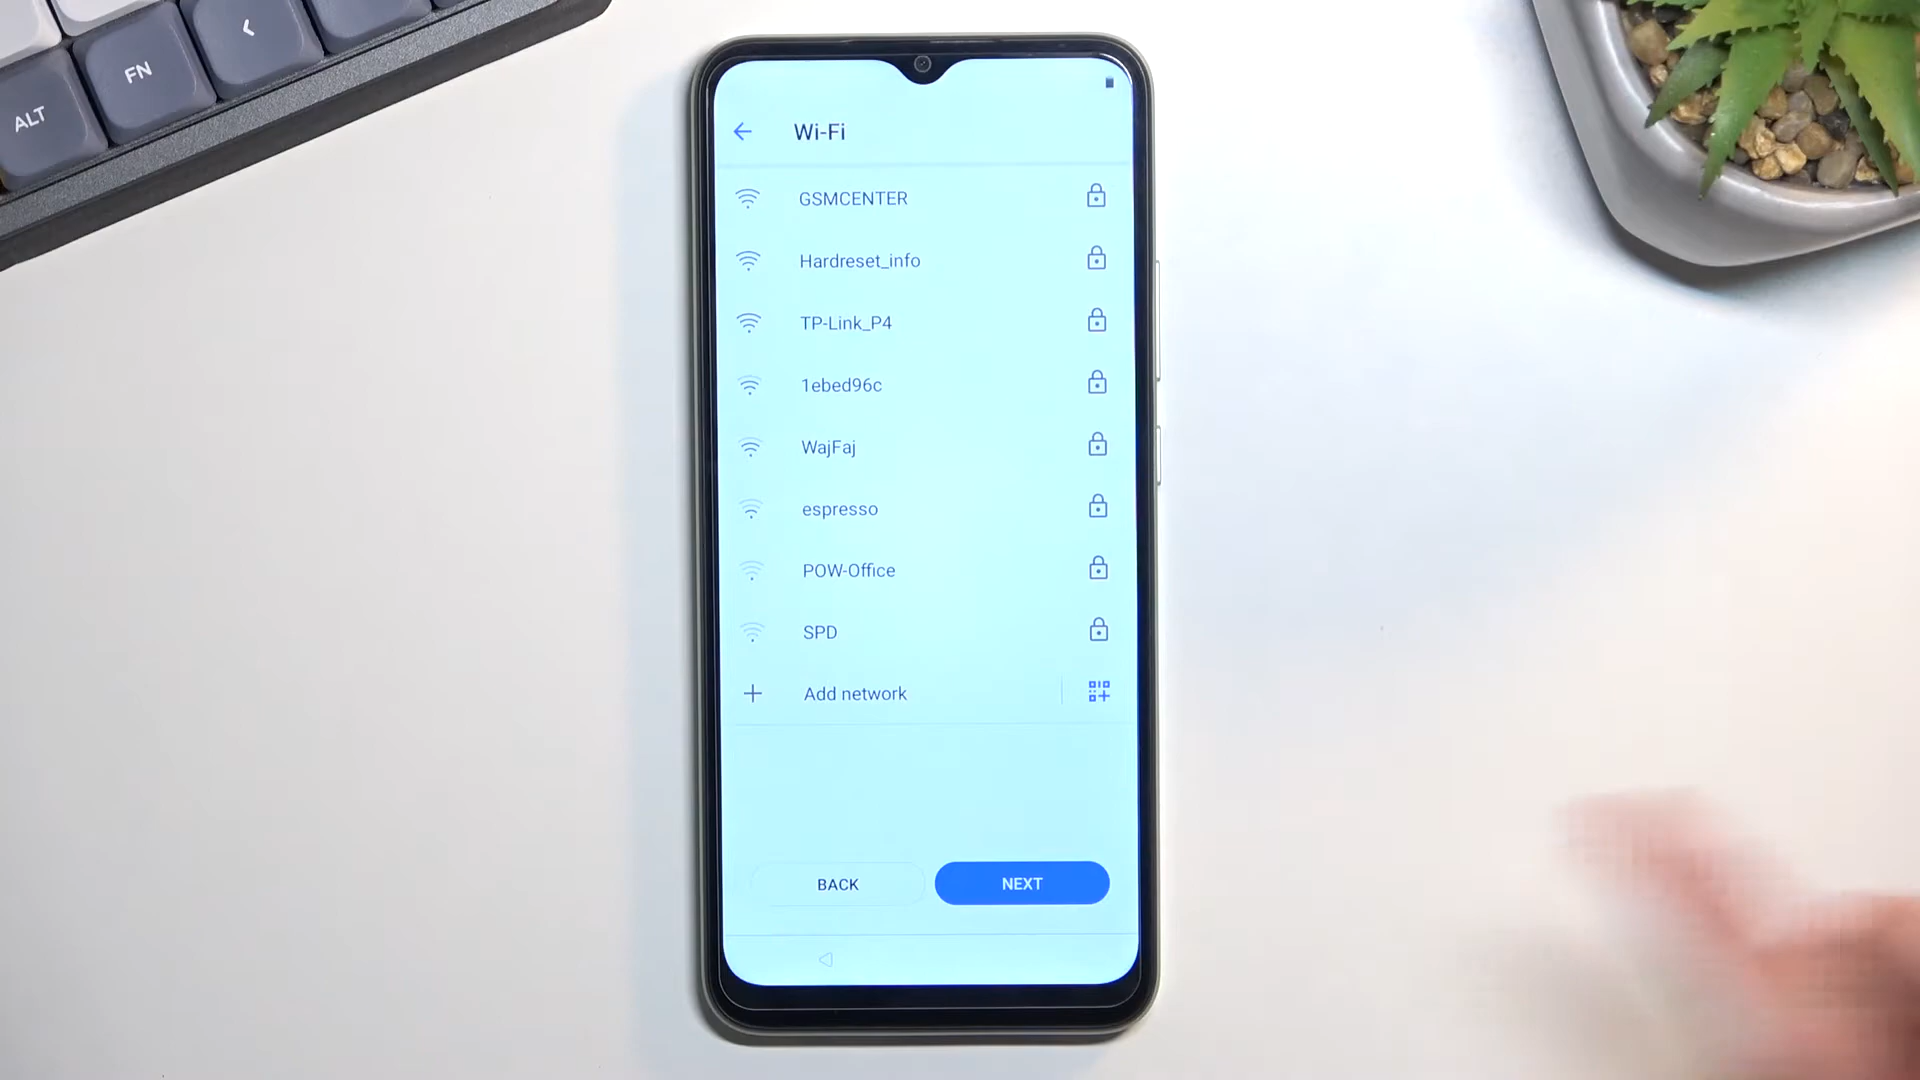 ALT
FN
<
Wi-Fi
GSMCENTER
Hardreset_info
TP-Link_P4
1ebed96c
WajFaj
espresso
POW-Office
SPD
Add network
BACK
NEXT